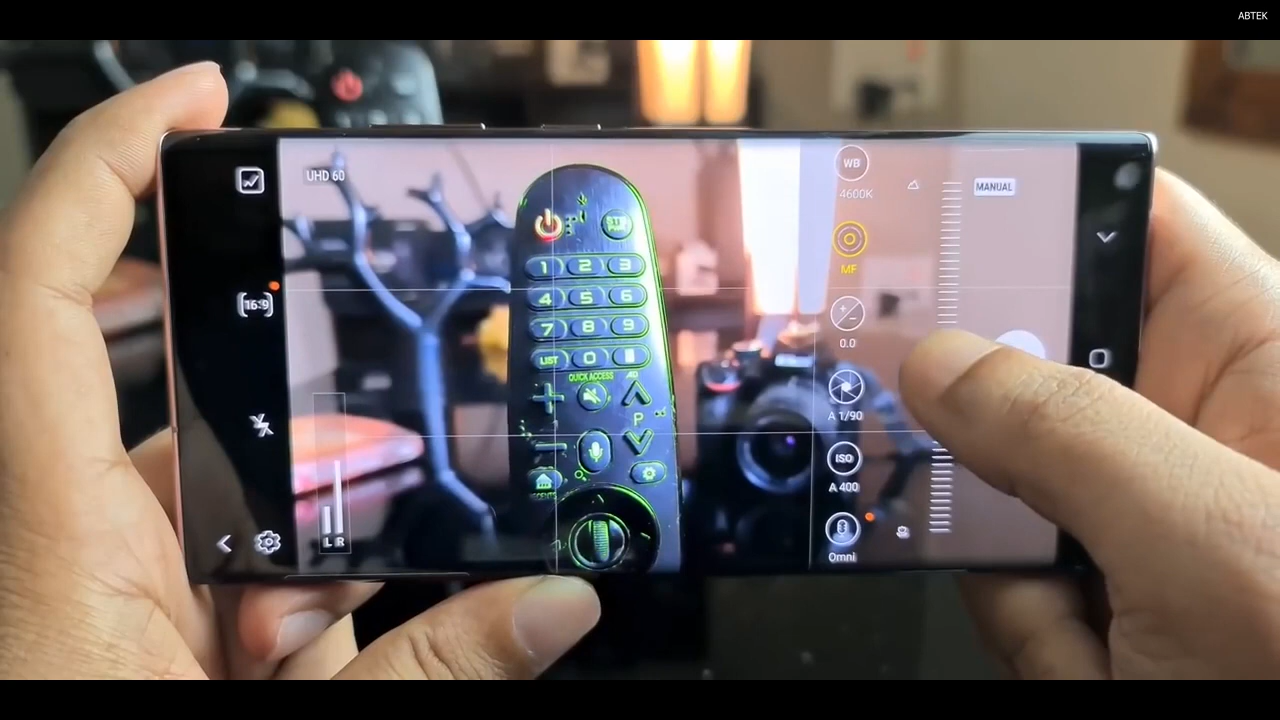 ABTEK
UHD 60
WB
4600K
MANUAL
16:9
MF
0.0
A 1/90
ISO
A 400
Omni
L R
1 2 3
4 5 6
7 8 9
LIST 0
QUICK ACCESS
P